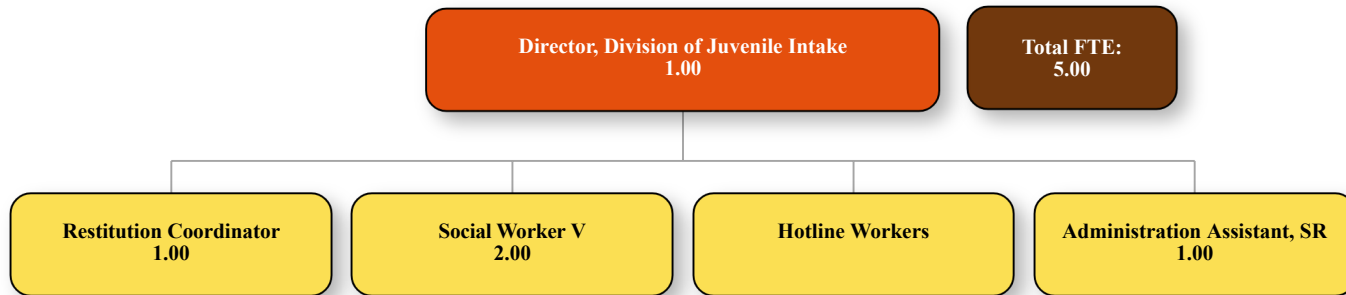 Director, Division of Juvenile Intake
1.00
Total FTE:
5.00
Restitution Coordinator
1.00
Social Worker V
2.00
Hotline Workers
Administration Assistant, SR
1.00